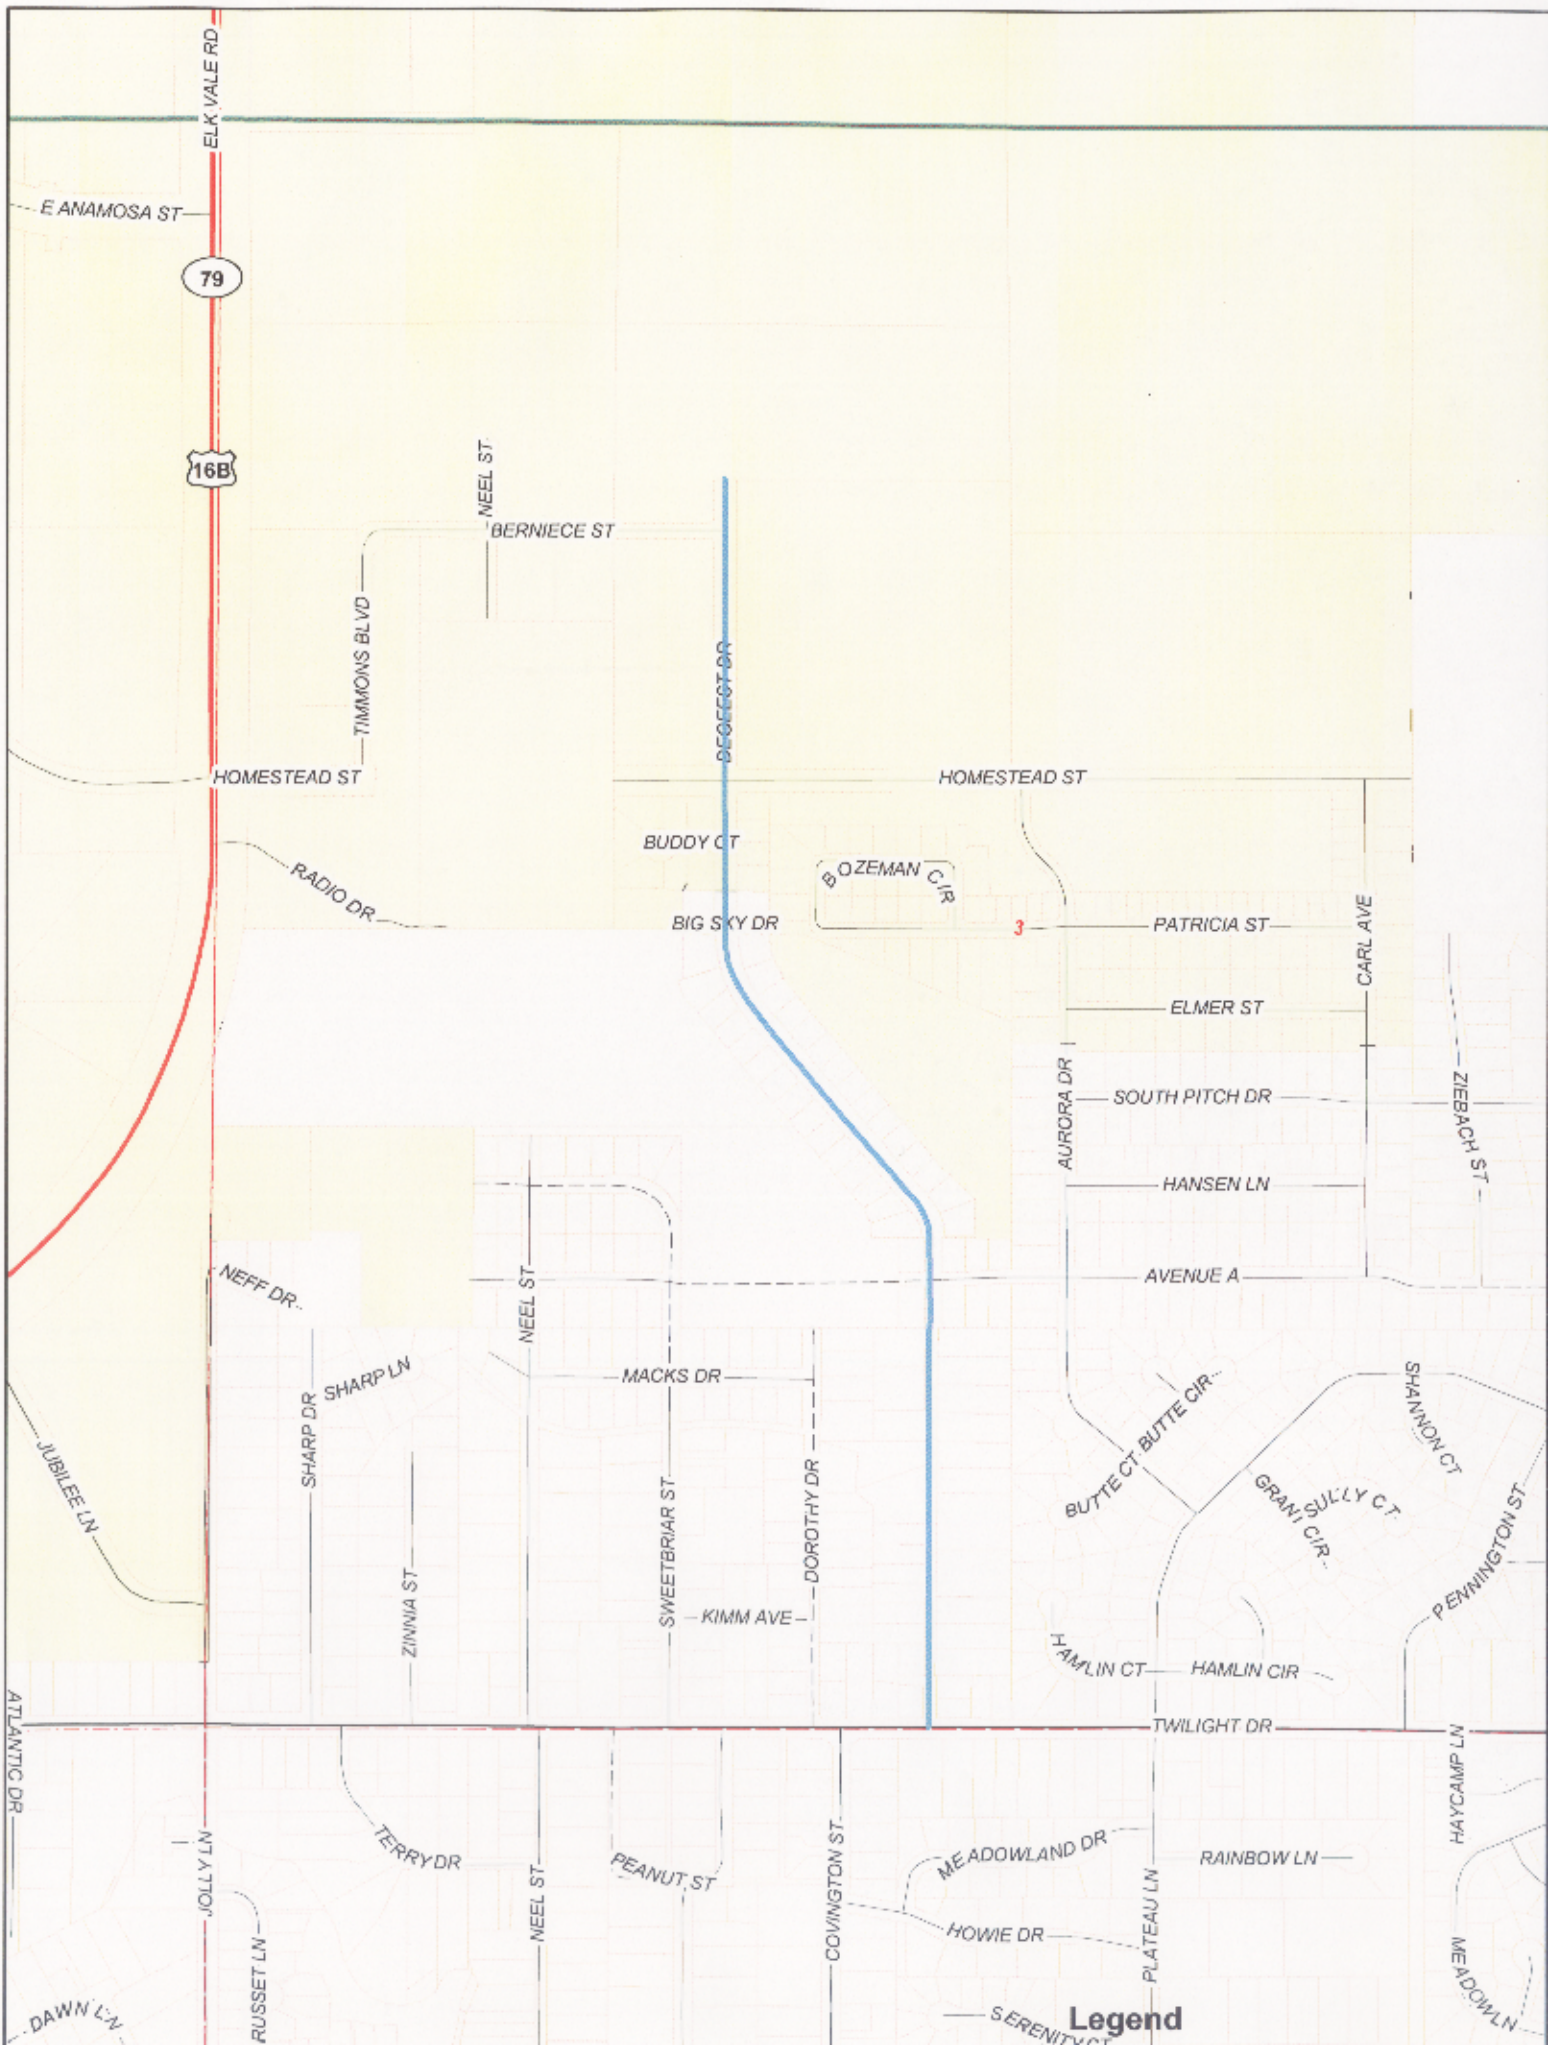 ELK VALE RD
E ANAMOSA ST
79
16B
NEEL ST
BERNIECE ST
TIMMONS BLVD
HOMESTEAD ST
HOMESTEAD ST
BUDDY CT
BOZEMAN CIR
RADIO DR
BIG SKY DR
3
PATRICIA ST
CARL AVE
ELMER ST
AURORA DR
SOUTH PITCH DR
ZIEBACH ST
HANSEN LN
NEFF DR
NEEL ST
AVENUE A
MACKS DR
SHARP LN
SHARP DR
BUTTE CIR
BUTTE CT
SHANNON CT
JUBILEE LN
SWEETBRIAR ST
DOROTHY DR
GRANT CIR
SULLY CT
PENNINGTON ST
ZINNIA ST
KIMM AVE
HAMLIN CT
HAMLIN CIR
ATLANTIC DR
TWILIGHT DR
HAYCAMP LN
TERRY DR
PEANUT ST
COVINGTON ST
MEADOWLAND DR
RAINBOW LN
JOLLY LN
NEEL ST
HOWIE DR
PLATEAU LN
RUSSET LN
MEADOW LN
DAWN LN
SERENITY CT
Legend